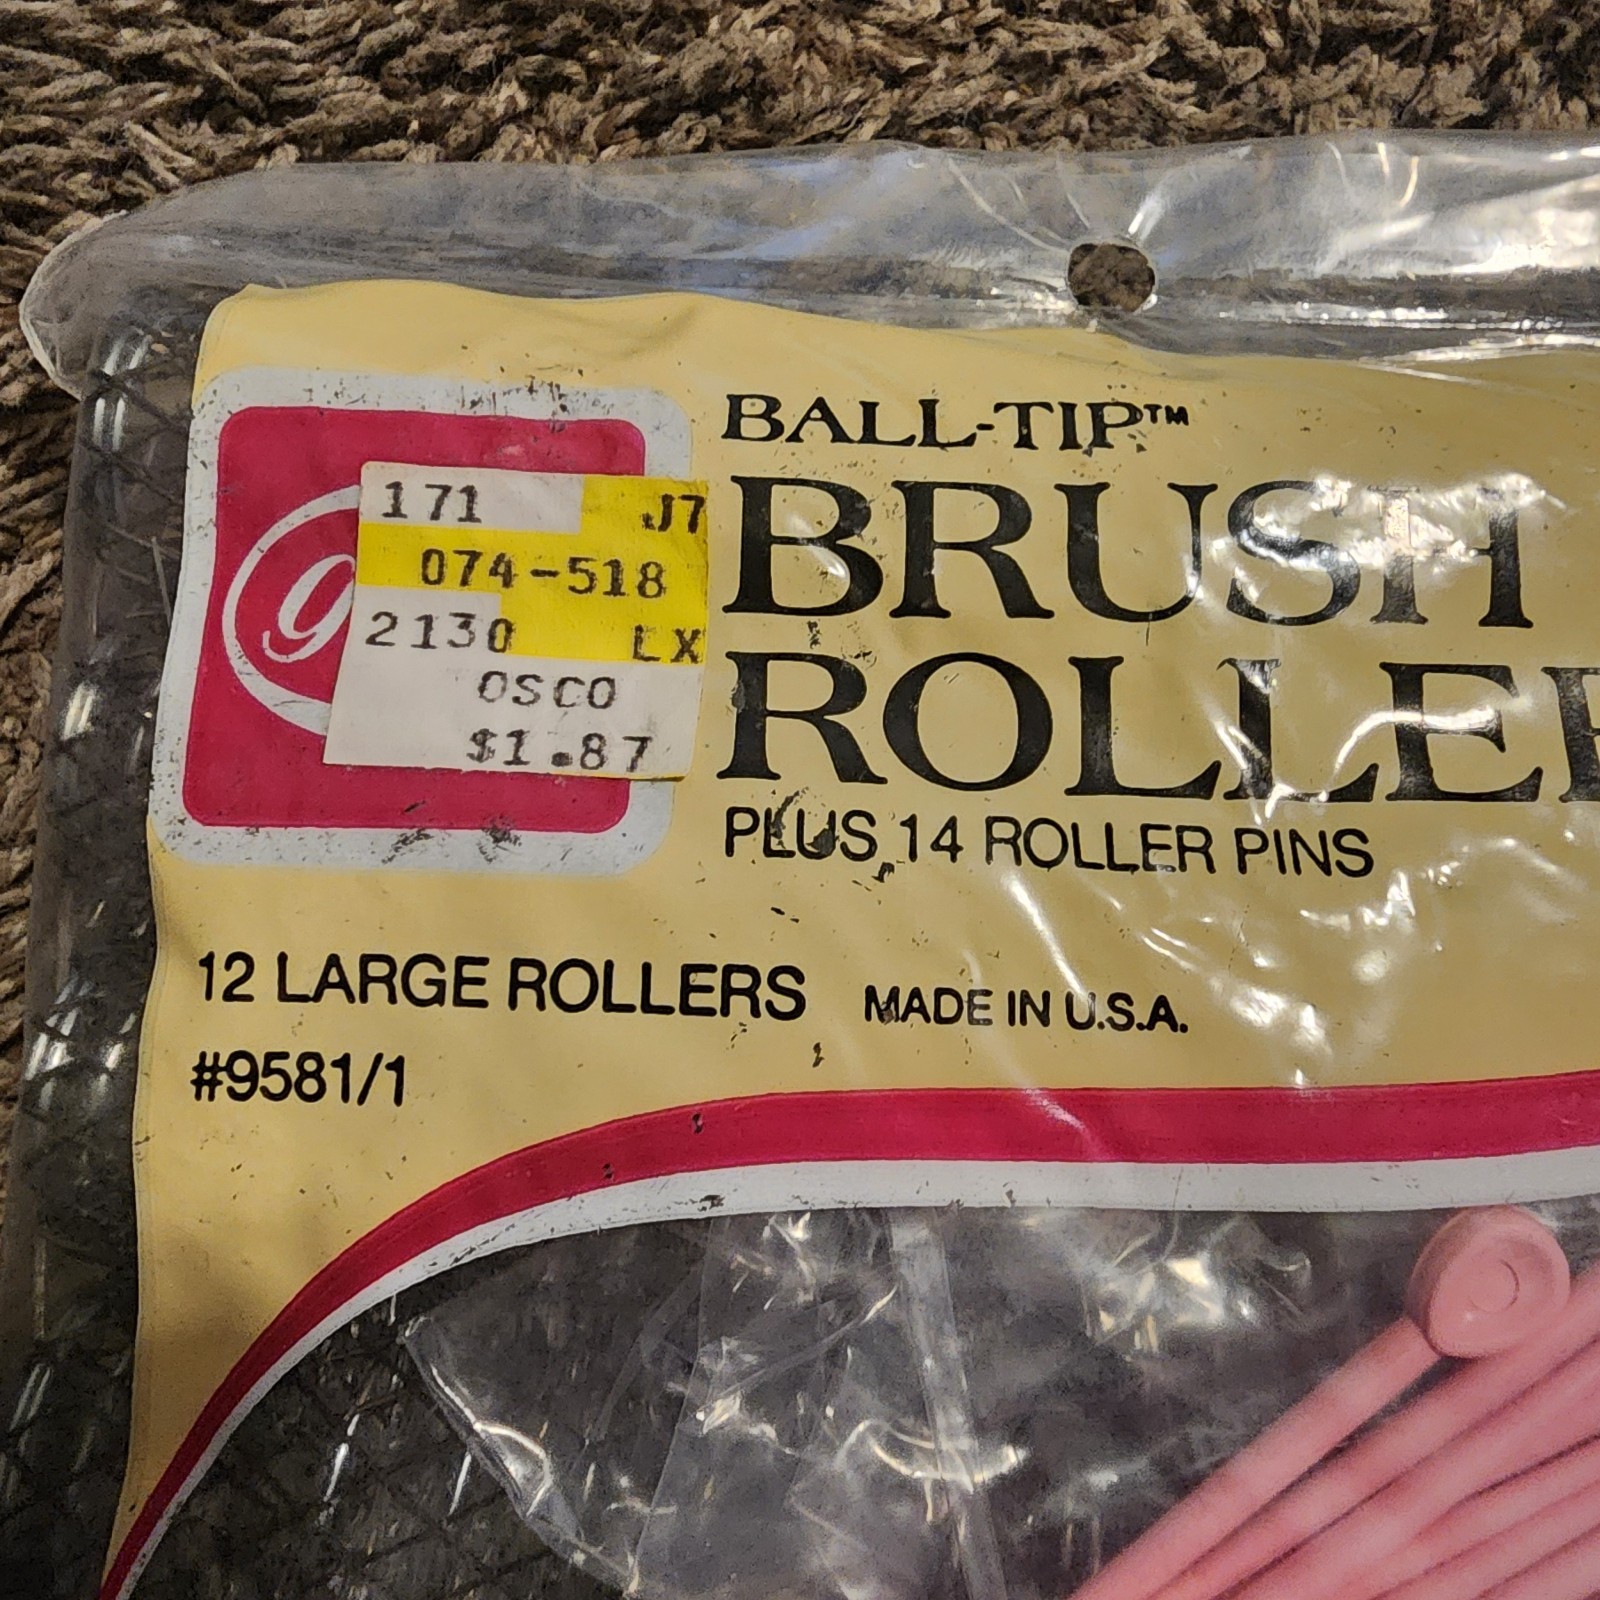 BALL-TIP™
BRUSH
ROLLER
PLUS 14 ROLLER PINS
171 J7
074-518
2130 LX
OSCO
$1.87
g
12 LARGE ROLLERS MADE IN U.S.A.
#9581/1